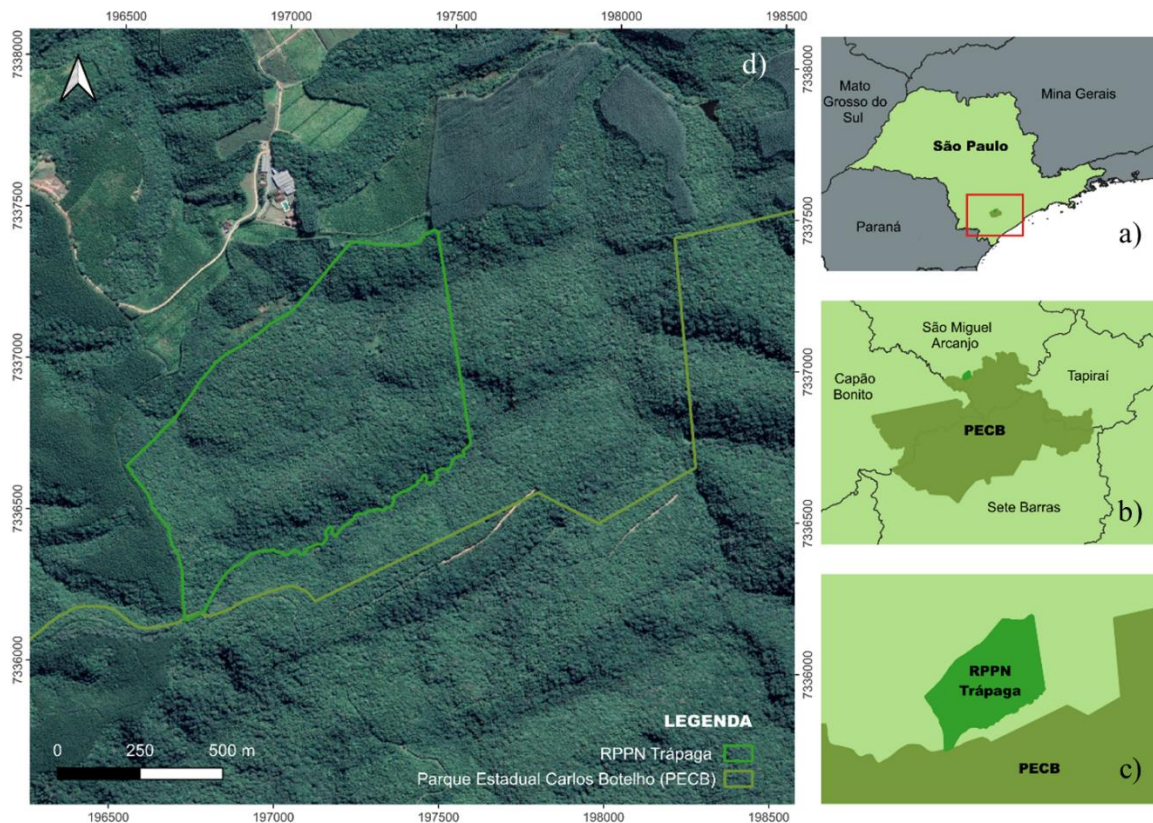 196500 197000 197500 198000 198500
7338000
7337500
7337000
7336500
7336000
d)
7338000
7337500
7337000
7336500
7336000
LEGENDA
RPPN Trápaga
Parque Estadual Carlos Botelho (PECB)
0 250 500 m
196500 197000 197500 198000 198500
Mato
Grosso do
Sul
Mina Gerais
São Paulo
Paraná
a)
São Miguel
Arcanjo
Capão
Bonito
Tapiraí
PECB
Sete Barras
b)
RPPN
Trápaga
PECB
c)